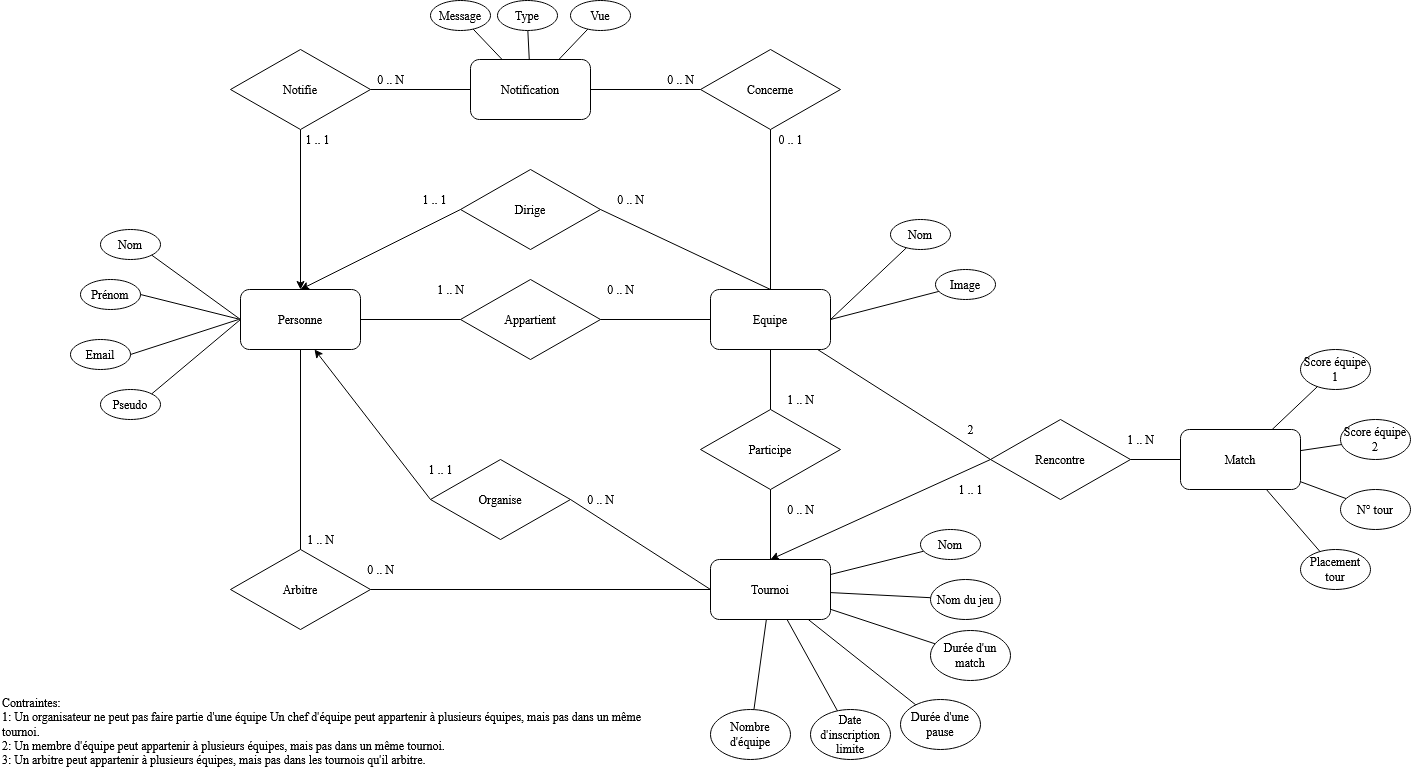 Message
Type
Vue
Notifie
0 .. N
Notification
0 .. N
Concerne
1 .. 1
0 .. 1
1 .. 1
Dirige
0 .. N
Nom
Nom
Prénom
Image
Personne
1 .. N
Appartient
0 .. N
Equipe
Email
Pseudo
Score équipe
1
1 .. N
2
1 .. N
Score équipe
2
Participe
Rencontre
Match
1 .. 1
Organise
0 .. N
0 .. N
1 .. 1
N° tour
1 .. N
Nom
Placement
tour
0 .. N
Arbitre
Tournoi
Nom du jeu
Durée d'un
match
Nombre
d'équipe
Date
d'inscription
limite
Durée d'une
pause
Contraintes:
1: Un organisateur ne peut pas faire partie d'une équipe Un chef d'équipe peut appartenir à plusieurs équipes, mais pas dans un même
tournoi.
2: Un membre d'équipe peut appartenir à plusieurs équipes, mais pas dans un même tournoi.
3: Un arbitre peut appartenir à plusieurs équipes, mais pas dans les tournois qu'il arbitre.